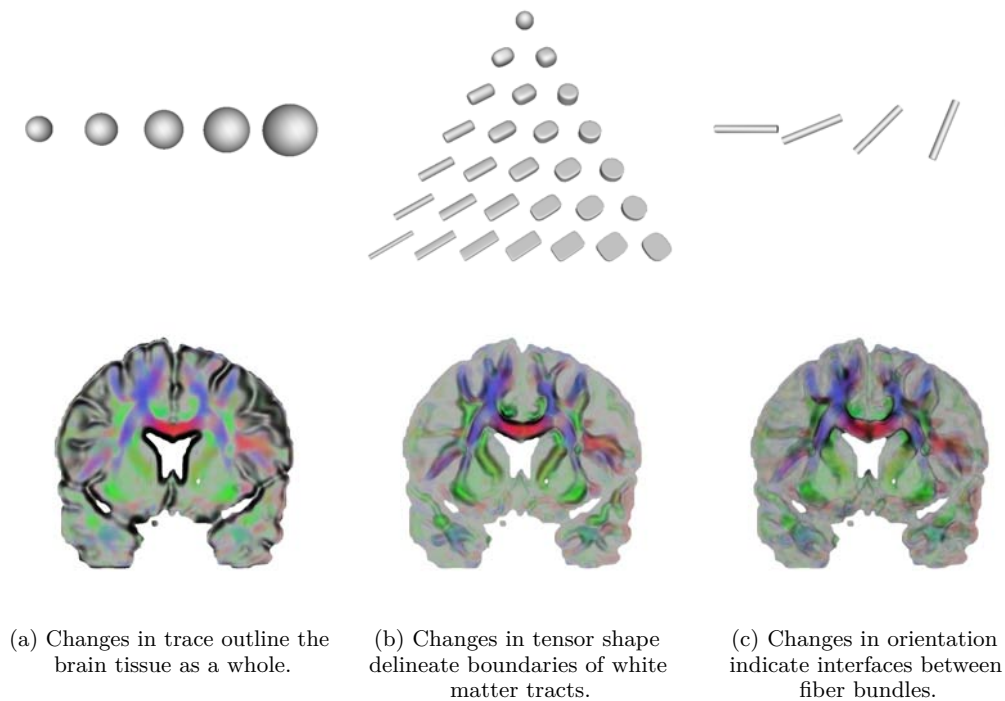 (a) Changes in trace outline the
brain tissue as a whole.
(b) Changes in tensor shape
delineate boundaries of white
matter tracts.
(c) Changes in orientation
indicate interfaces between
fiber bundles.